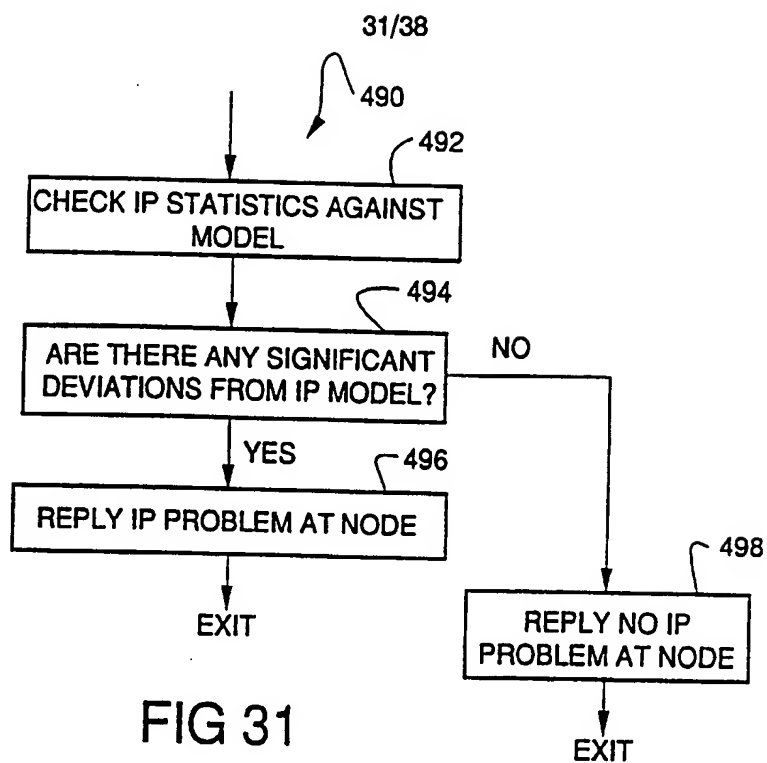 31/38
490
492
CHECK IP STATISTICS AGAINST
MODEL
494
ARE THERE ANY SIGNIFICANT
DEVIATIONS FROM IP MODEL?
NO
YES
496
REPLY IP PROBLEM AT NODE
498
EXIT
REPLY NO IP
PROBLEM AT NODE
FIG 31
EXIT